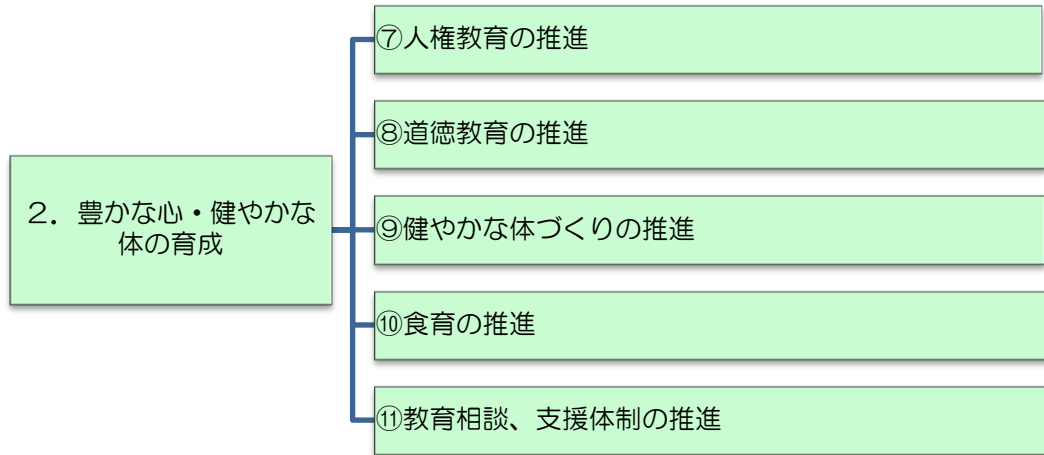 2．豊かな心・健やかな
体の育成
⑦人権教育の推進
⑧道徳教育の推進
⑨健やかな体づくりの推進
⑩食育の推進
⑪教育相談、支援体制の推進